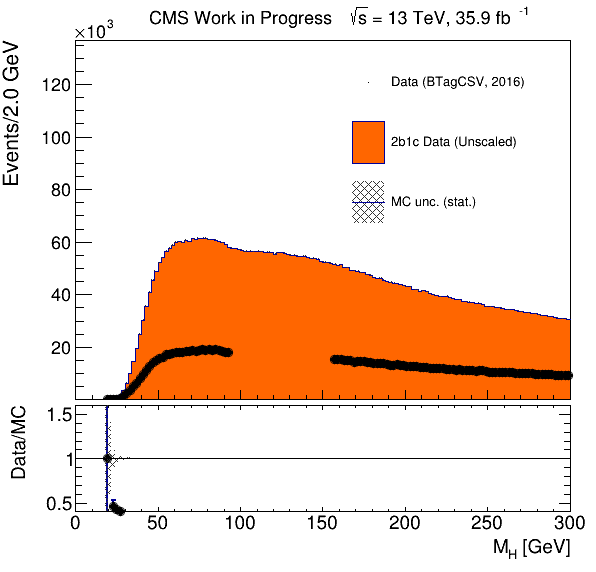 CMS Work in Progress √s = 13 TeV, 35.9 fb⁻¹
×10³
Events/2.0 GeV
120
100
80
60
40
20
Data (BTagCSV, 2016)
2b1c Data (Unscaled)
MC unc. (stat.)
Data/MC
1.5
1
0.5
0 50 100 150 200 250 300
M_H [GeV]